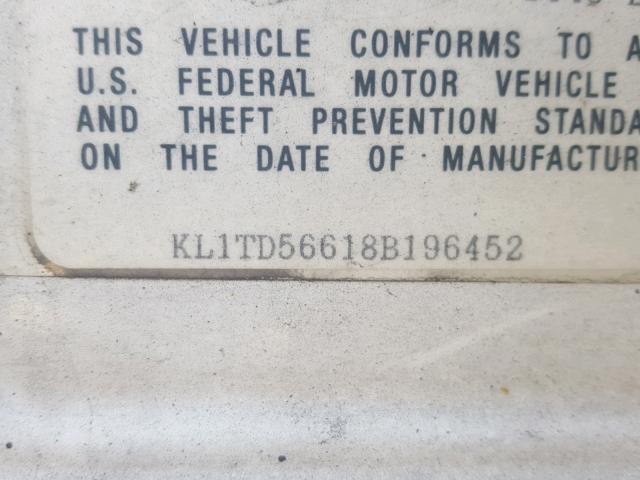 THIS VEHICLE CONFORMS TO A
U.S. FEDERAL MOTOR VEHICLE
AND THEFT PREVENTION STANDA
ON THE DATE OF MANUFACTUR
KL1TD56618B196452